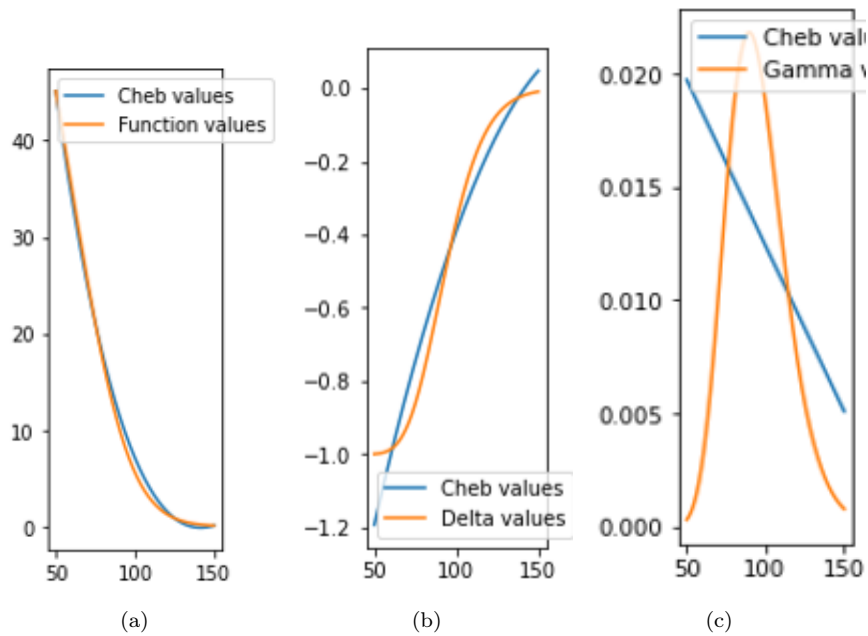 Cheb values
Function values
40
30
20
10
0
50 100 150
(a)
Cheb values
Delta values
0.0
−0.2
−0.4
−0.6
−0.8
−1.0
−1.2
50 100 150
(b)
Cheb valu
Gamma v
0.020
0.015
0.010
0.005
0.000
50 100 150
(c)